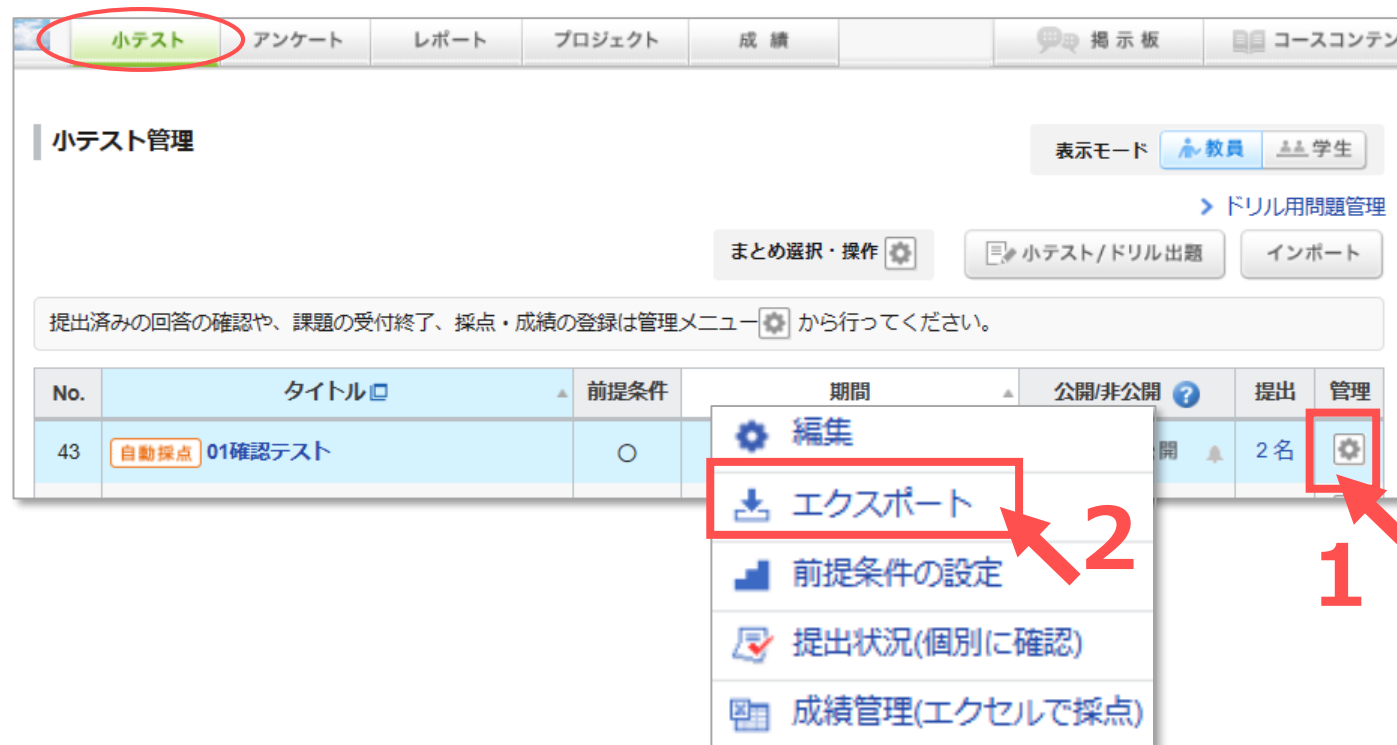 小テスト アンケート レポート プロジェクト 成績 掲示板 コースコンテン
小テスト管理
表示モード 教員 学生
ドリル用問題管理
まとめ選択・操作 小テスト/ドリル出題 インポート
提出済みの回答の確認や、課題の受付終了、採点・成績の登録は管理メニュー から行ってください。
No. タイトル 前提条件 期間 公開/非公開 ? 提出 管理
43 自動採点 01確認テスト ○ 開 2名
編集
エクスポート
2
1
前提条件の設定
提出状況(個別に確認)
成績管理(エクセルで採点)